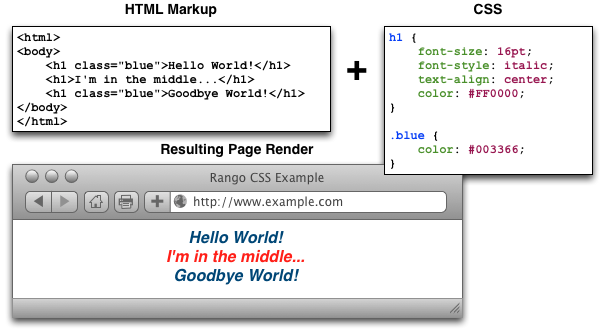 HTML Markup
<html>
<body>
    <h1 class="blue">Hello World!</h1>
    <h1>I'm in the middle...</h1>
    <h1 class="blue">Goodbye World!</h1>
</body>
</html>
+
CSS
h1 {
    font-size: 16pt;
    font-style: italic;
    text-align: center;
    color: #FF0000;
}

.blue {
    color: #003366;
}
Resulting Page Render
Rango CSS Example
http://www.example.com
Hello World!
I'm in the middle...
Goodbye World!